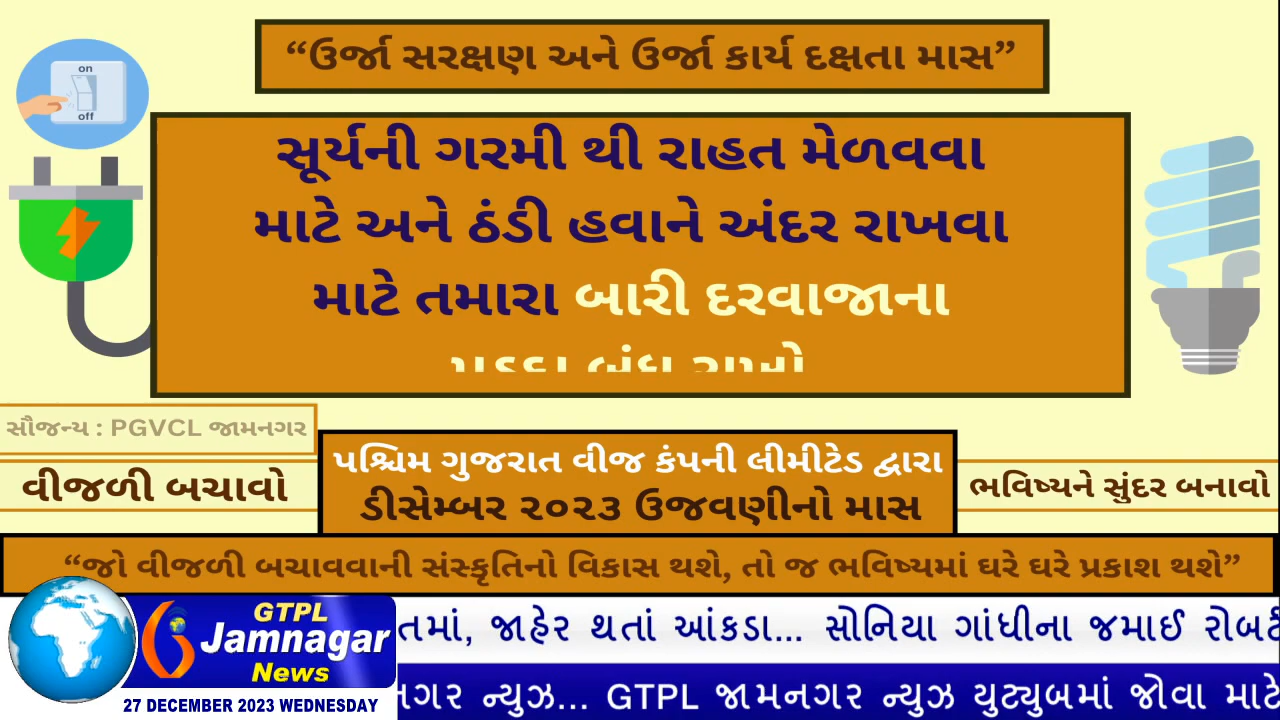 “ઉર્જા સરક્ષણ અને ઉર્જા કાર્ય દક્ષતા માસ”
on
off
સૂર્યની ગરમી થી રાહત મેળવવા
માટે અને ઠંડી હવાને અંદર રાખવા
માટે તમારા બારી દરવાજાના
સૌજન્ય : PGVCL જામનગર
વીજળી બચાવો
પશ્ચિમ ગુજરાત વીજ કંપની લીમીટેડ દ્વારા
ડીસેમ્બર ૨૦૨૩ ઉજવણીનો માસ
ભવિષ્યને સુંદર બનાવો
“જો વીજળી બચાવવાની સંસ્કૃતિનો વિકાસ થશે, તો જ ભવિષ્યમાં ઘરે ઘરે પ્રકાશ થશે”
GTPL
Jamnagar
News
27 DECEMBER 2023 WEDNESDAY
તમાં, જાહેર થતાં આંકડા... સોનિયા ગાંધીના જમાઈ
ન્યુઝ... GTPL જામનગર ન્યુઝ યુટ્યુબમાં જોવા માટે